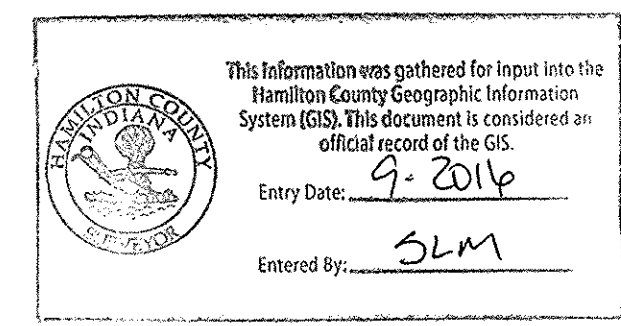 HAMILTON COUNTY
INDIANA
SURVEYOR
This Information was gathered for input into the
Hamilton County Geographic Information
System (GIS). This document is considered an
official record of the GIS.
Entry Date: 9-2016
Entered By: SLM